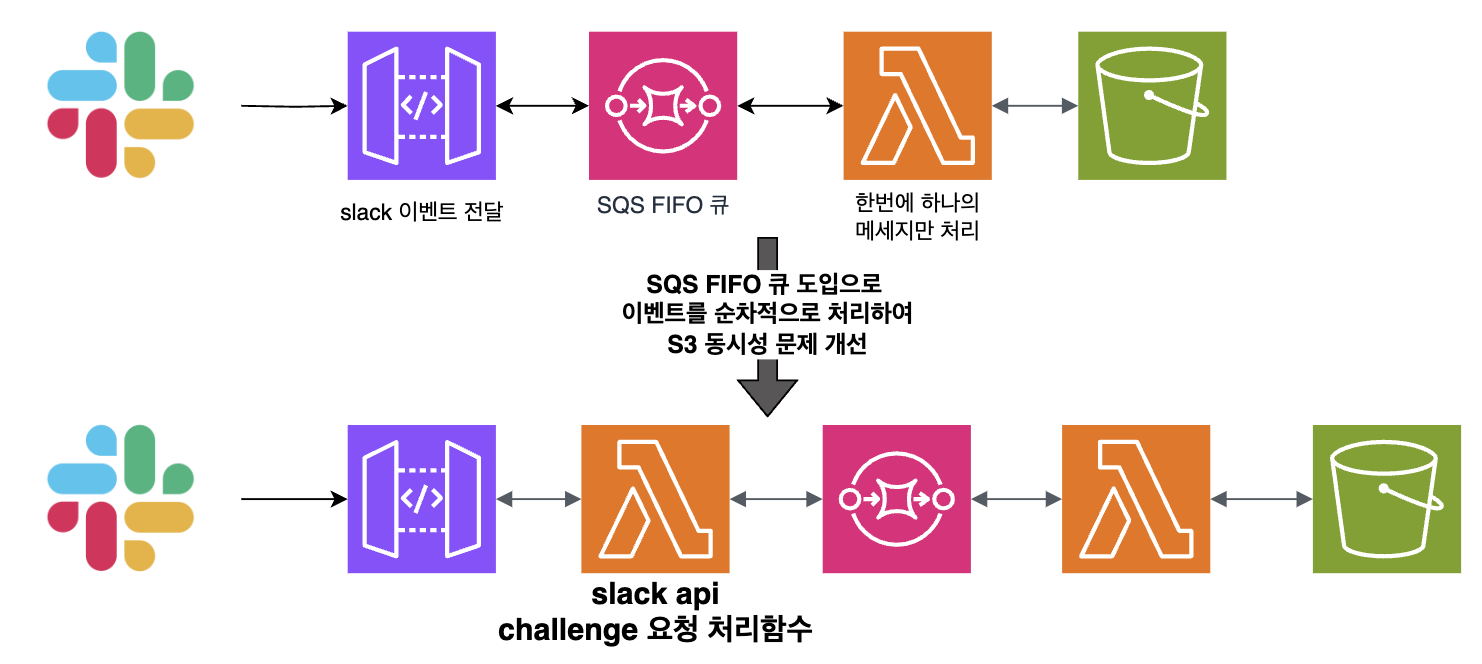 slack 이벤트 전달
SQS FIFO 큐
한번에 하나의
메세지만 처리
SQS FIFO 큐 도입으로
이벤트를 순차적으로 처리하여
S3 동시성 문제 개선
slack api
challenge 요청 처리함수